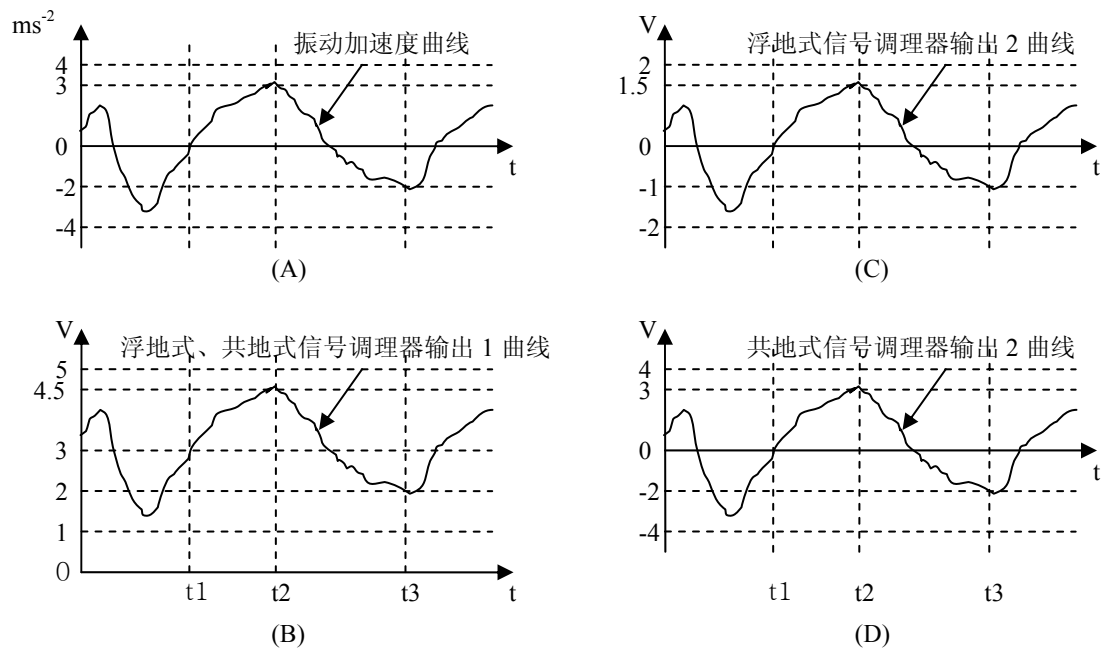 ms-2
振动加速度曲线
4
3
0
-2
-4
t
(A)
V
浮地式信号调理器输出 2 曲线
2
1.5
0
-1
-2
t
(C)
V
浮地式、共地式信号调理器输出 1 曲线
5
4.5
3
2
1
0
t1
t2
t3
t
(B)
V
共地式信号调理器输出 2 曲线
4
3
0
-2
-4
t
t1
t2
t3
(D)